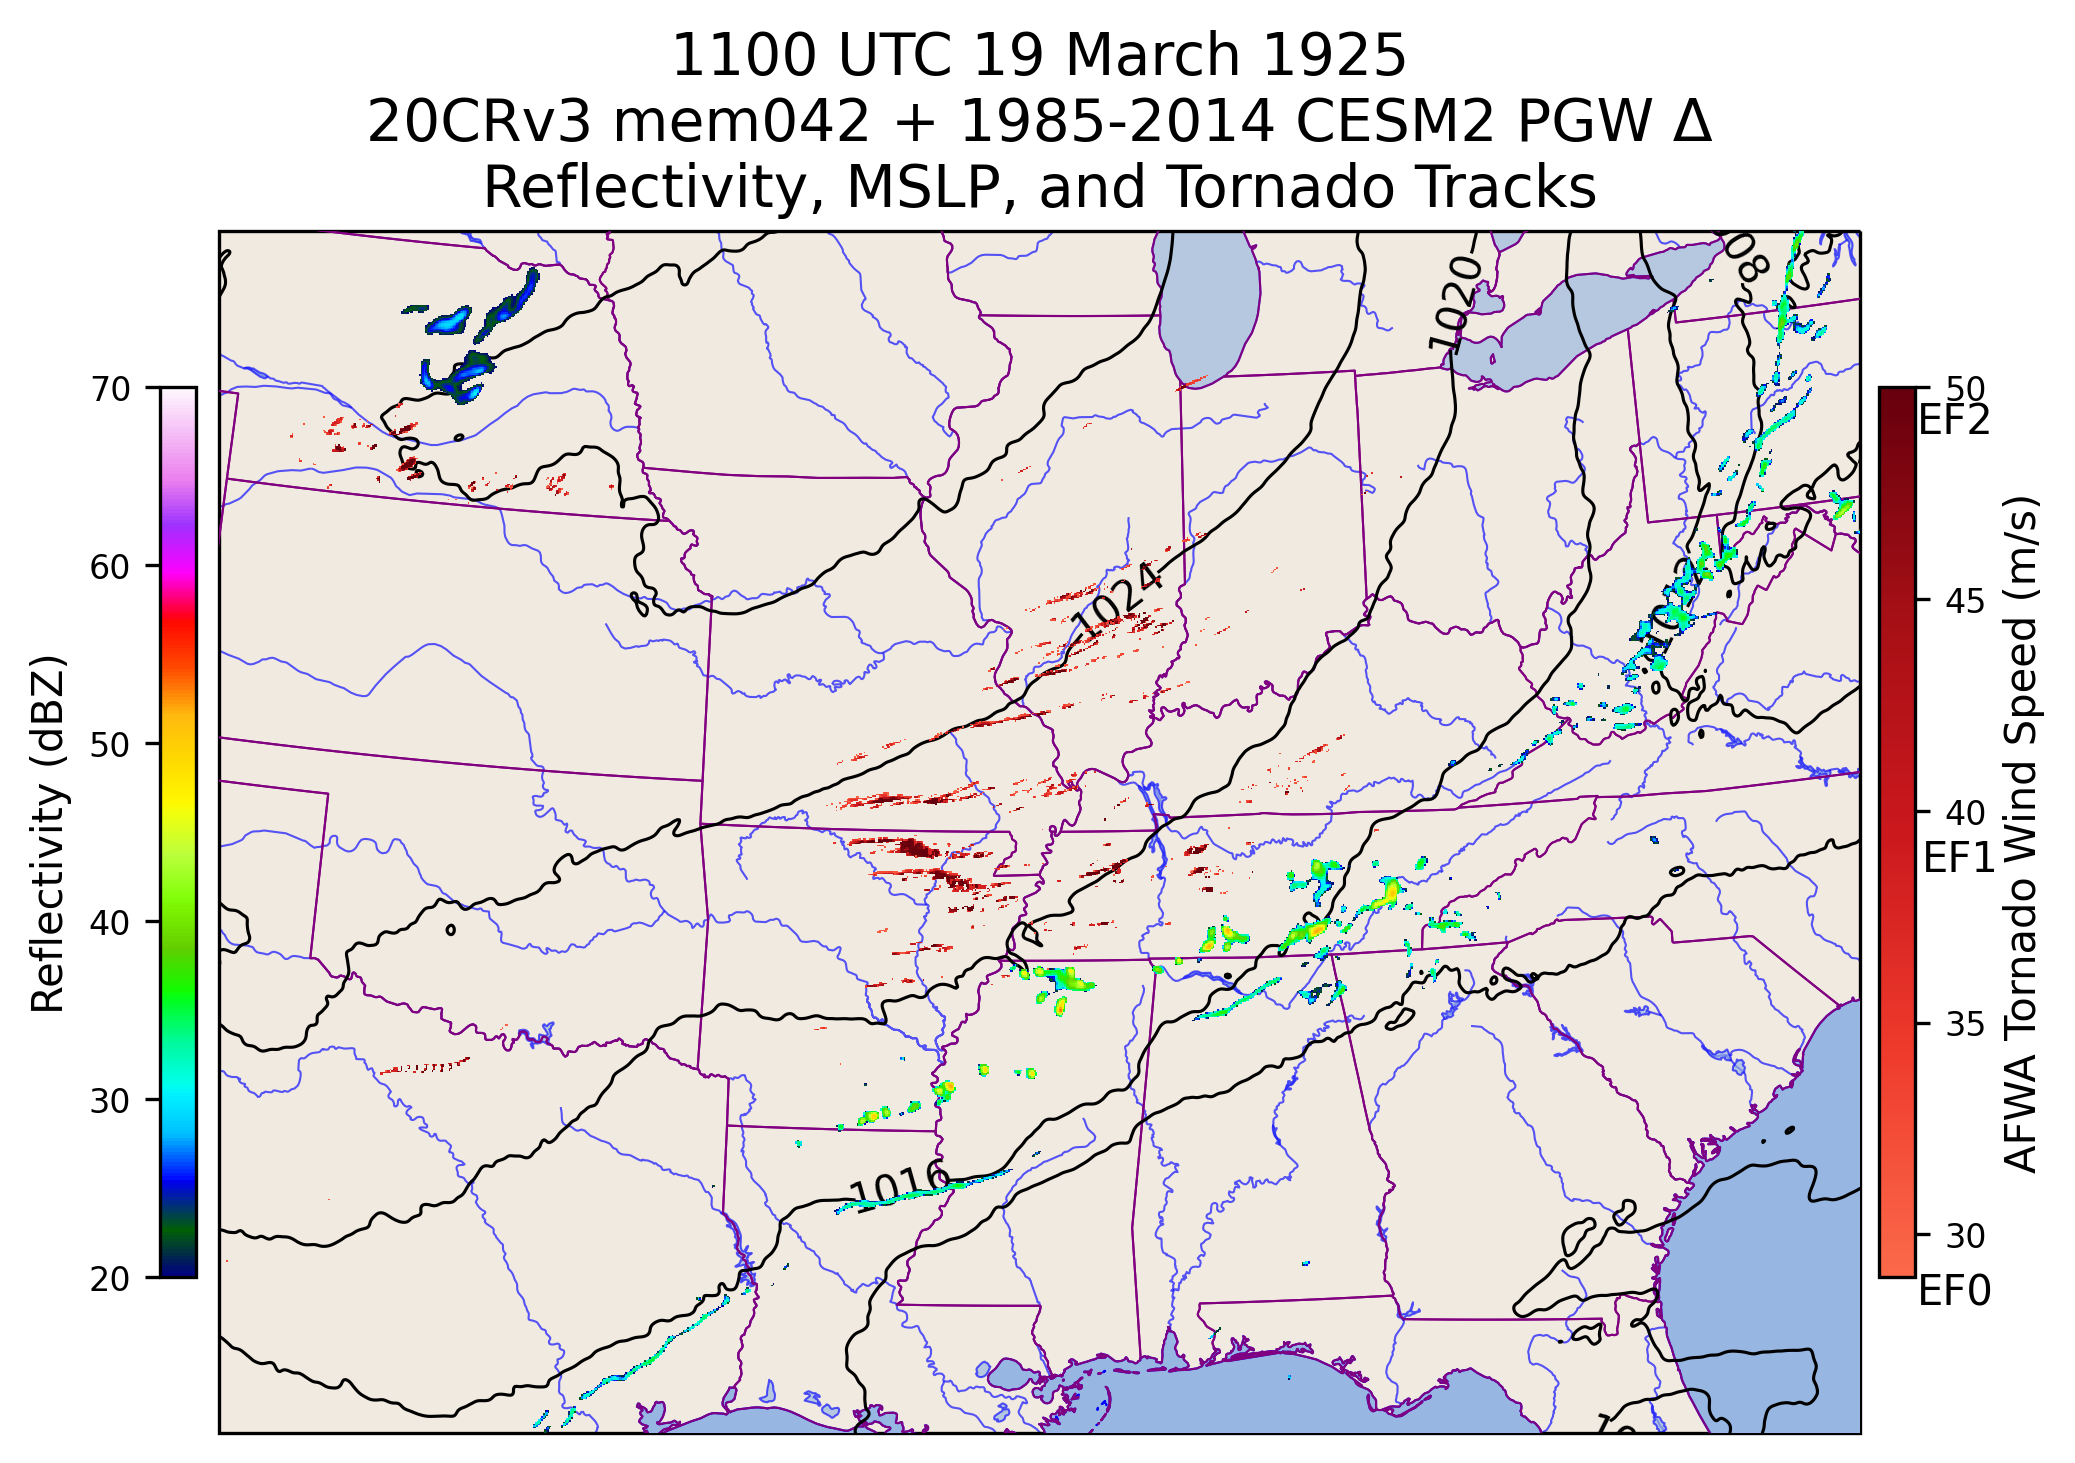 1100 UTC 19 March 1925
20CRv3 mem042 + 1985-2014 CESM2 PGW Δ
Reflectivity, MSLP, and Tornado Tracks
70
60
50
40
30
20
Reflectivity (dBZ)
1020
08
1024
1016
50
EF2
45
40
EF1
35
30
EF0
AFWA Tornado Wind Speed (m/s)